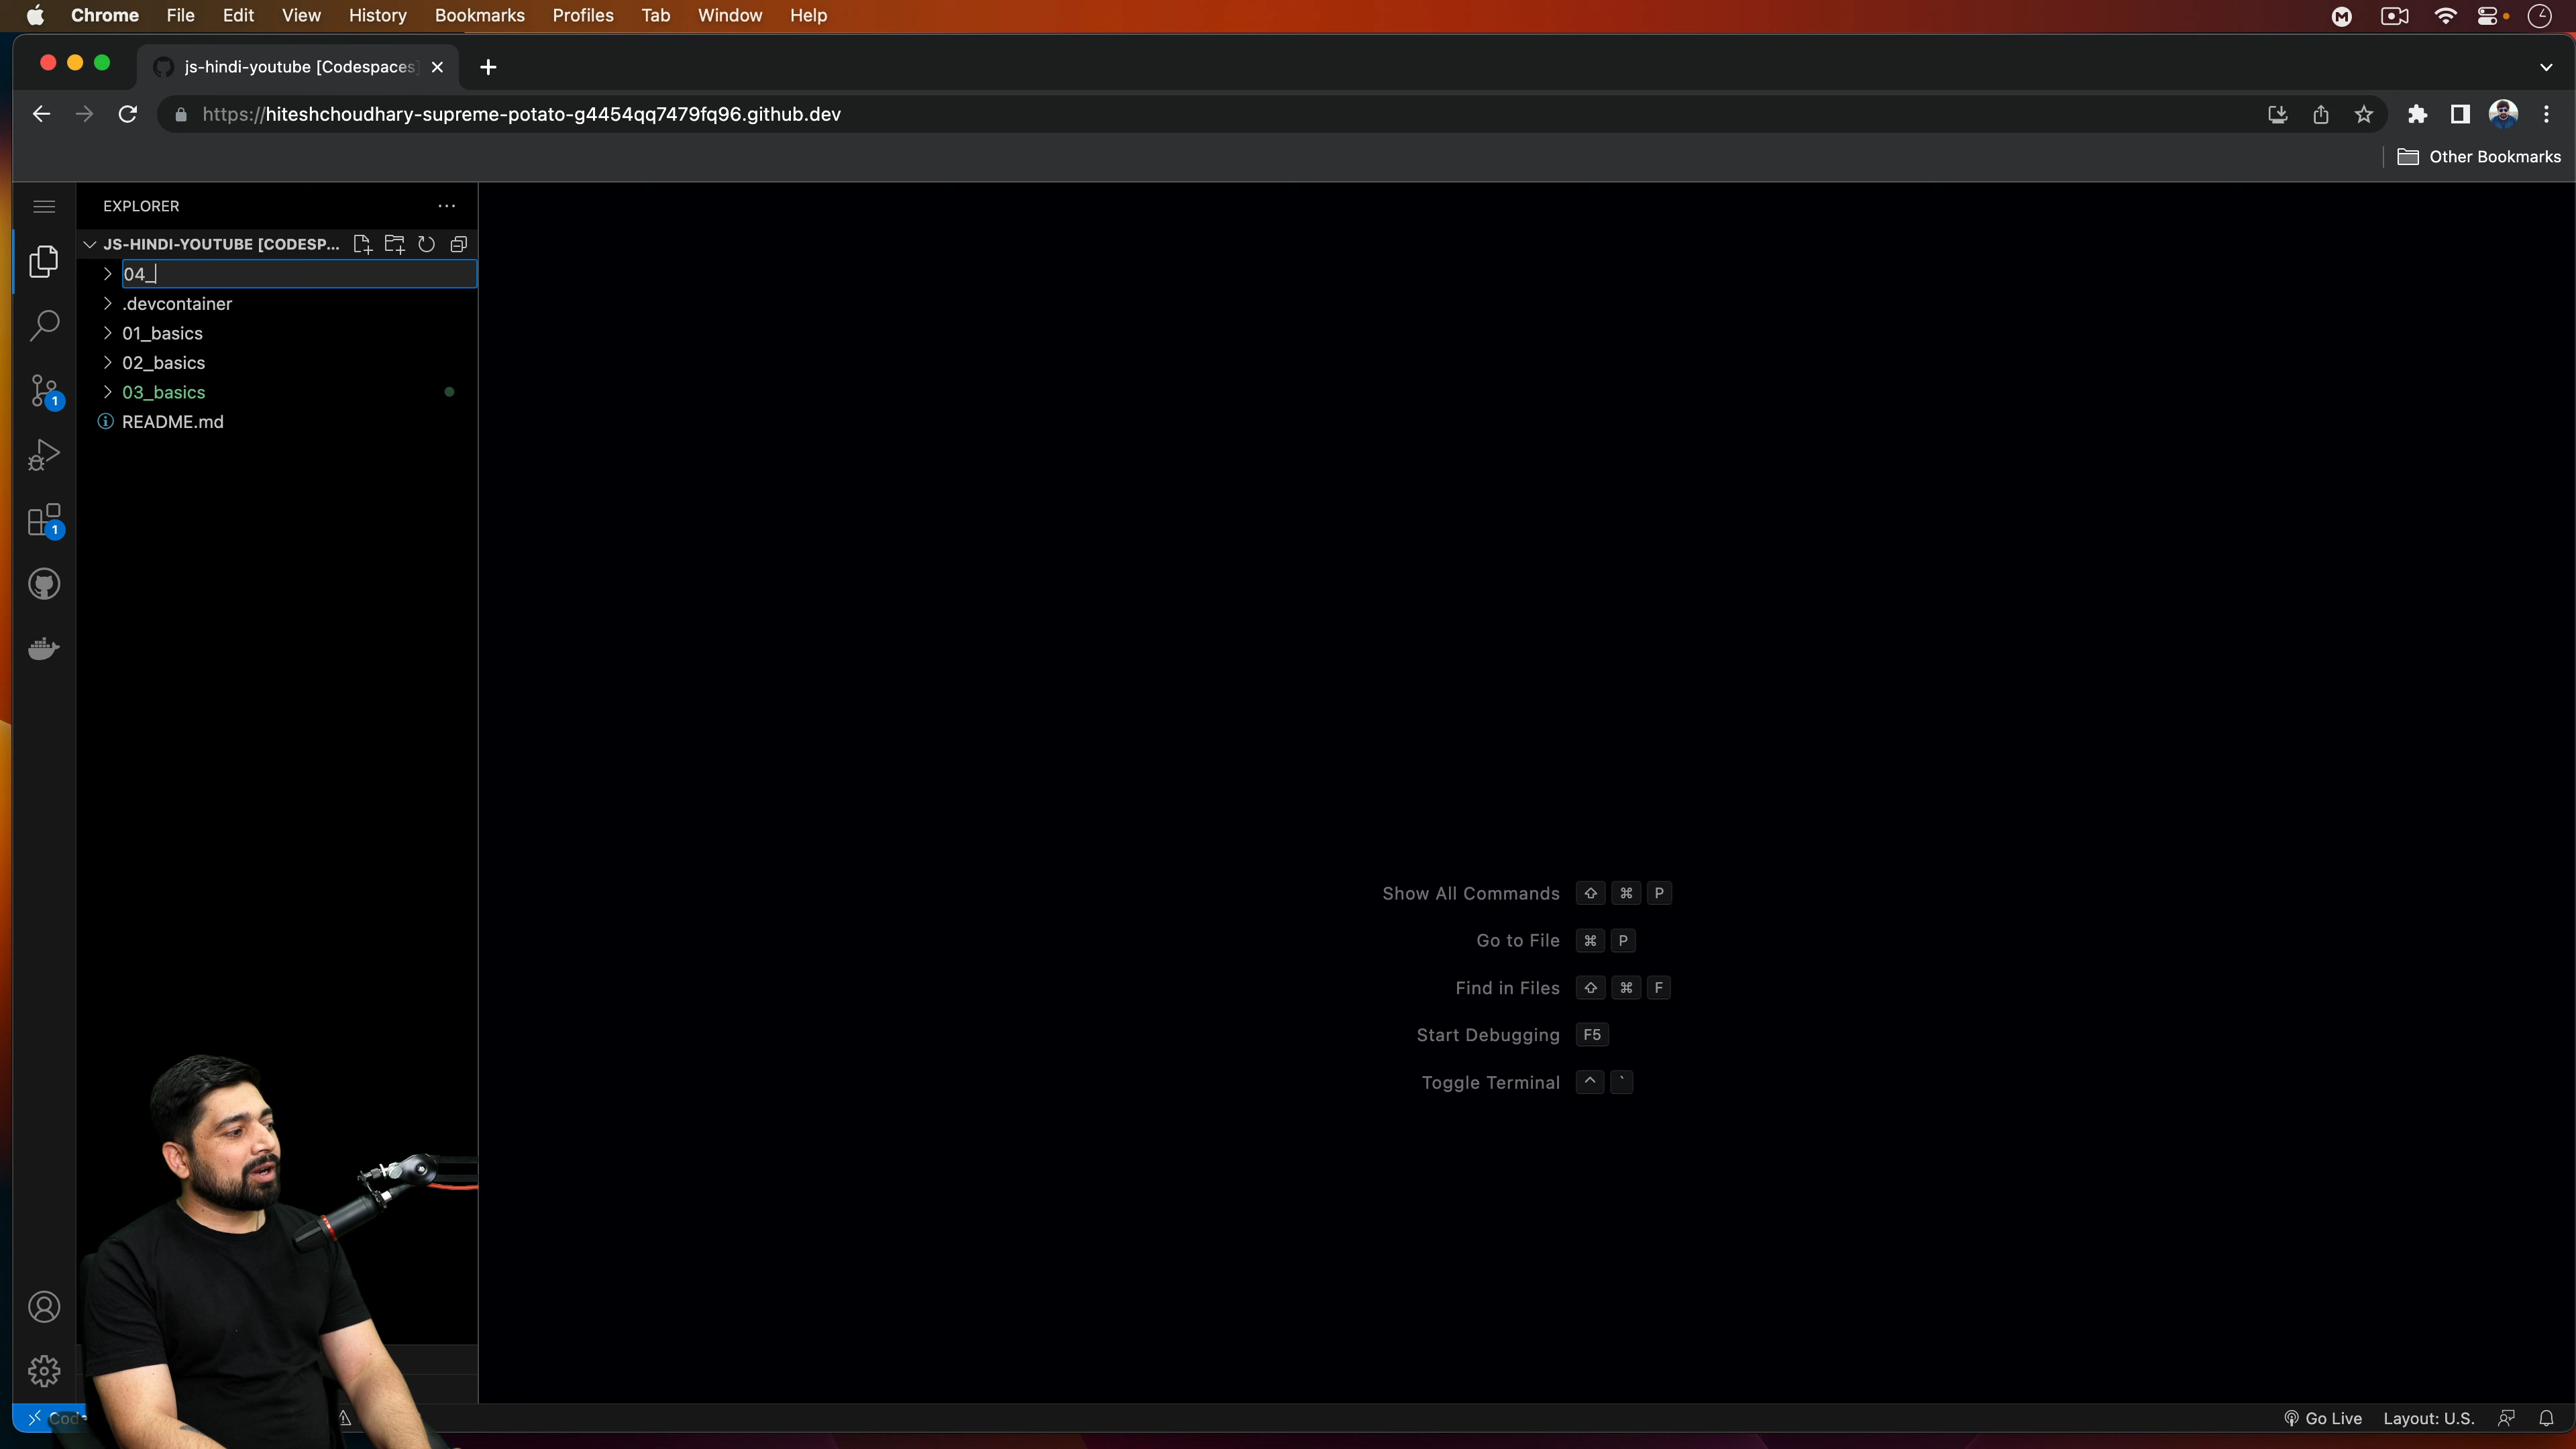 Chrome File Edit View History Bookmarks Profiles Tab Window Help
js-hindi-youtube [Codespaces]
https://hiteshchoudhary-supreme-potato-g4454qq7479fq96.github.dev
Other Bookmarks
EXPLORER
JS-HINDI-YOUTUBE [CODESP...
04_
.devcontainer
01_basics
02_basics
03_basics
README.md
1
1
Show All Commands ⇧ ⌘ P
Go to File ⌘ P
Find in Files ⇧ ⌘ F
Start Debugging F5
Toggle Terminal ^ `
Go Live Layout: U.S.